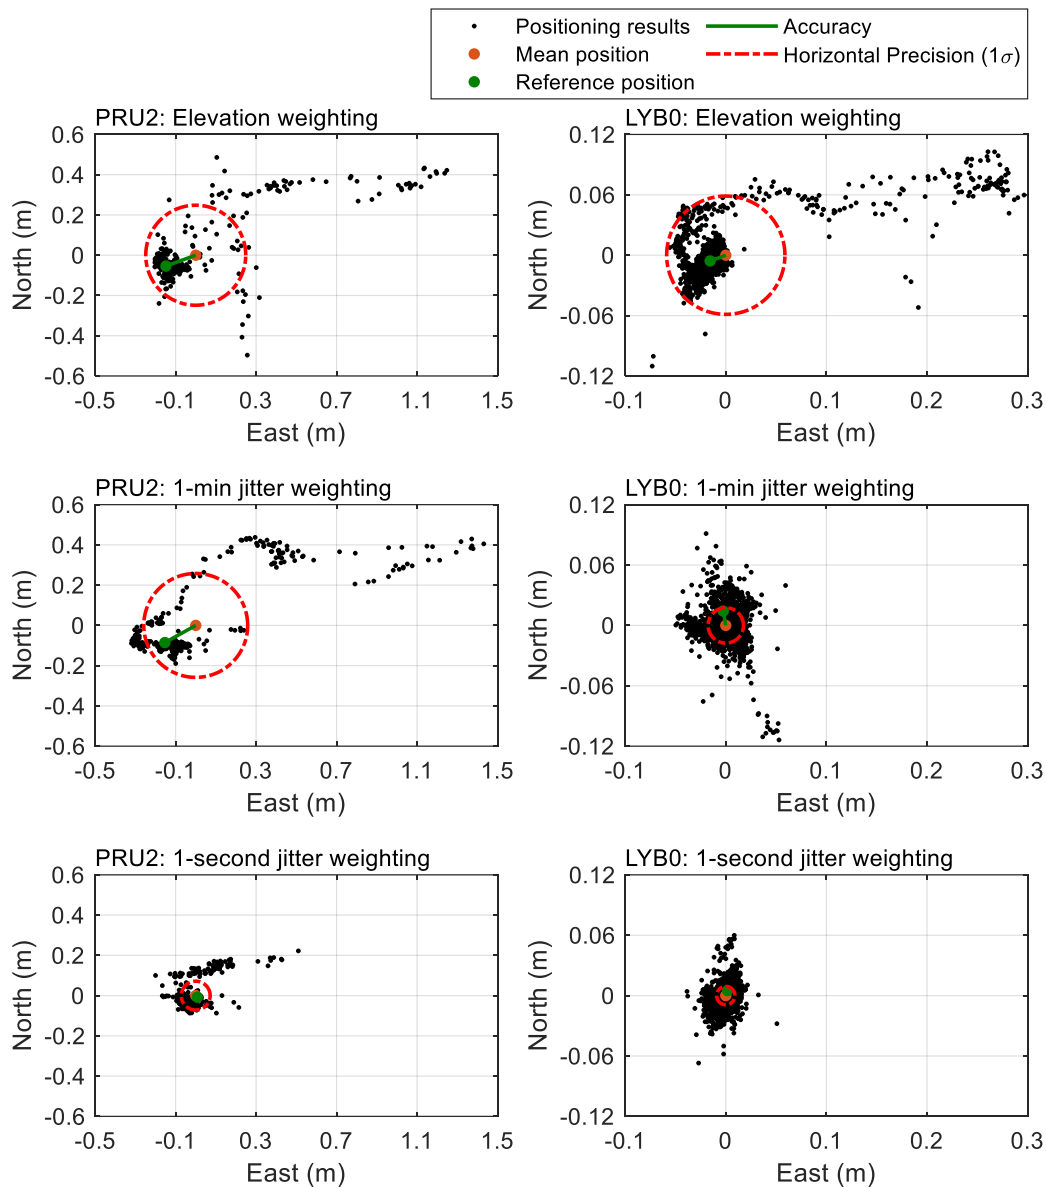 Positioning results
Accuracy
Mean position
Horizontal Precision (1σ)
Reference position
PRU2: Elevation weighting
0.6
0.4
0.2
0
-0.2
-0.4
-0.6
North (m)
-0.5 -0.1 0.3 0.7 1.1 1.5
East (m)
LYB0: Elevation weighting
0.12
0.06
0
-0.06
-0.12
North (m)
-0.1 0 0.1 0.2 0.3
East (m)
PRU2: 1-min jitter weighting
0.6
0.4
0.2
0
-0.2
-0.4
-0.6
North (m)
-0.5 -0.1 0.3 0.7 1.1 1.5
East (m)
LYB0: 1-min jitter weighting
0.12
0.06
0
-0.06
-0.12
North (m)
-0.1 0 0.1 0.2 0.3
East (m)
PRU2: 1-second jitter weighting
0.6
0.4
0.2
0
-0.2
-0.4
-0.6
North (m)
-0.5 -0.1 0.3 0.7 1.1 1.5
East (m)
LYB0: 1-second jitter weighting
0.12
0.06
0
-0.06
-0.12
North (m)
-0.1 0 0.1 0.2 0.3
East (m)